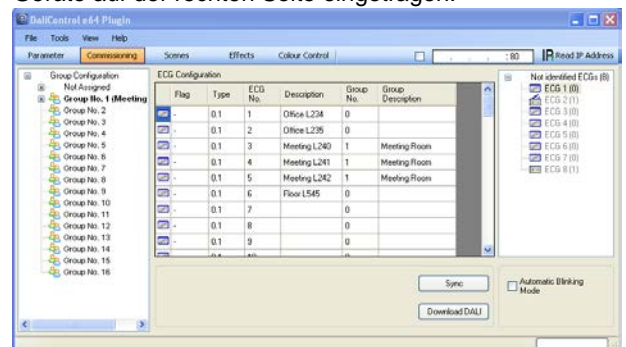 Geräte auf der rechten Seite eingetragen.
DaliControl e64 Plugin
File Tools View Help
Parameter Commissioning Scenes Effects Colour Control . . . :80 IR Read IP Address
Group Configuration
Not Assigned
Group No. 1 (Meeting
Group No. 2
Group No. 3
Group No. 4
Group No. 5
Group No. 6
Group No. 7
Group No. 8
Group No. 9
Group No. 10
Group No. 11
Group No. 12
Group No. 13
Group No. 14
Group No. 15
Group No. 16
ECG Configuration
Flag Type ECG No. Description Group No. Group Description
- 0.1 1 Office L234 0
- 0.1 2 Office L235 0
- 0.1 3 Meeting L240 1 Meeting Room
- 0.1 4 Meeting L241 1 Meeting Room
- 0.1 5 Meeting L242 1 Meeting Room
- 0.1 6 Floor L545 0
- 0.1 7 0
- 0.1 8 0
- 0.1 9 0
Sync
Download DALI
Not identified ECGs (8)
ECG 1 (0)
ECG 2 (1)
ECG 3 (0)
ECG 4 (0)
ECG 5 (0)
ECG 6 (0)
ECG 7 (0)
ECG 8 (1)
Automatic Blinking
Mode